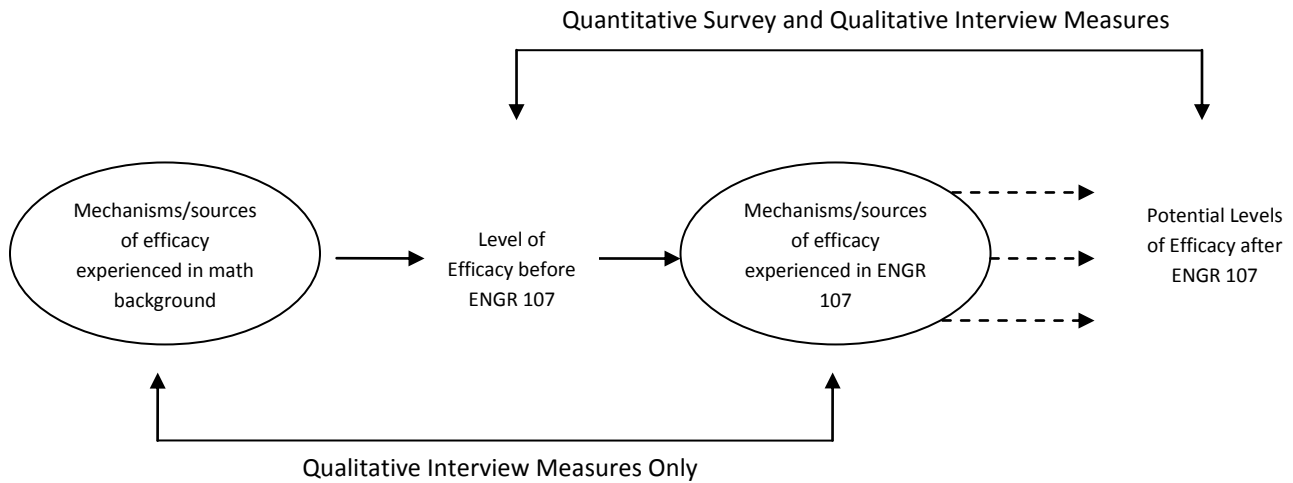 Quantitative Survey and Qualitative Interview Measures
Mechanisms/sources
of efficacy
experienced in math
background
Level of
Efficacy before
ENGR 107
Mechanisms/sources
of efficacy
experienced in ENGR
107
Potential Levels
of Efficacy after
ENGR 107
Qualitative Interview Measures Only